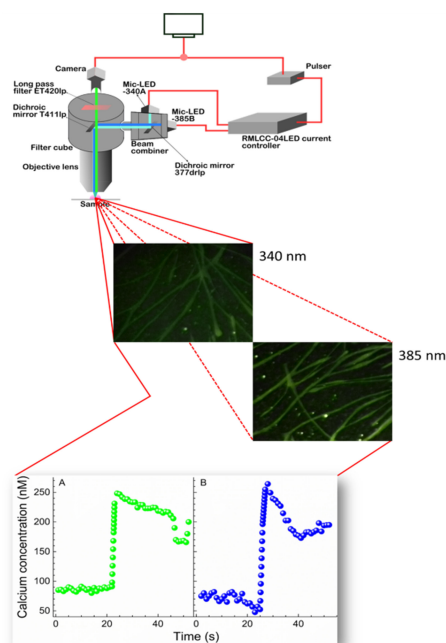 Camera
Pulser
Long pass
filter ET420lp
Mic-LED
-340A
Dichroic
mirror T411lp
Mic-LED
-385B
RMLCC-04LED current
controller
Filter cube
Beam
combiner
Dichroic mirror
377drlp
Objective lens
Sample
340 nm
385 nm
Calcium concentration (nM)
A
B
250
200
150
100
50
0
20
40
0
20
40
Time (s)